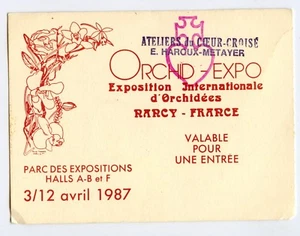 ATELIERS du CŒUR-CROISÉ
E. HAROUX-METAYER
ORCHID-EXPO
Exposition Internationale
d'Orchidées
NANCY - FRANCE
VALABLE
POUR
UNE ENTRÉE
PARC DES EXPOSITIONS
HALLS A-B et F
3/12 avril 1987